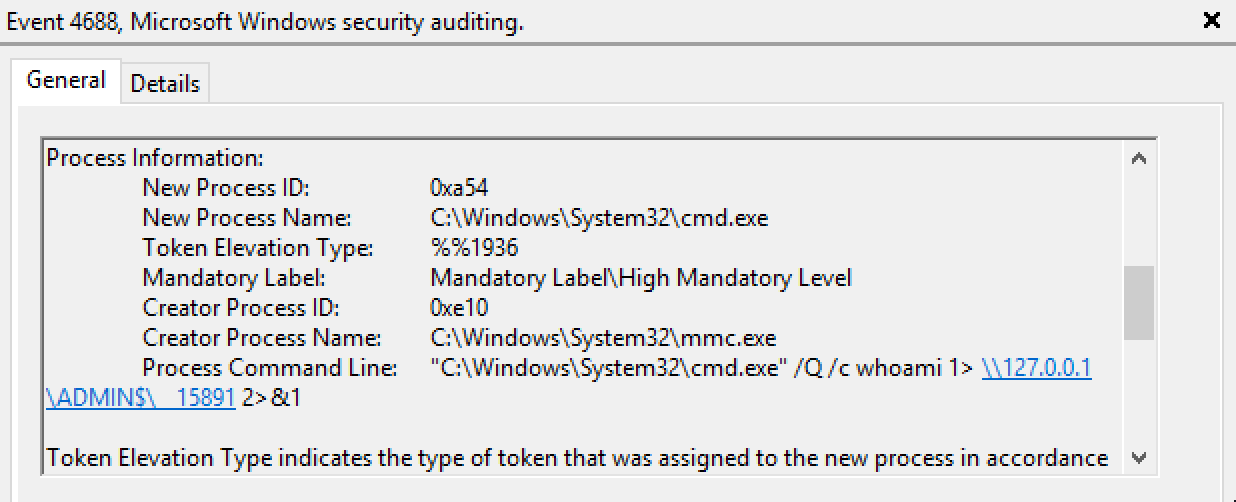 Event 4688, Microsoft Windows security auditing.
General Details
Process Information:
New Process ID: 0xa54
New Process Name: C:\Windows\System32\cmd.exe
Token Elevation Type: %%1936
Mandatory Label: Mandatory Label\High Mandatory Level
Creator Process ID: 0xe10
Creator Process Name: C:\Windows\System32\mmc.exe
Process Command Line: "C:\Windows\System32\cmd.exe" /Q /c whoami 1> \\127.0.0.1
\ADMIN$\__15891 2>&1
Token Elevation Type indicates the type of token that was assigned to the new process in accordance